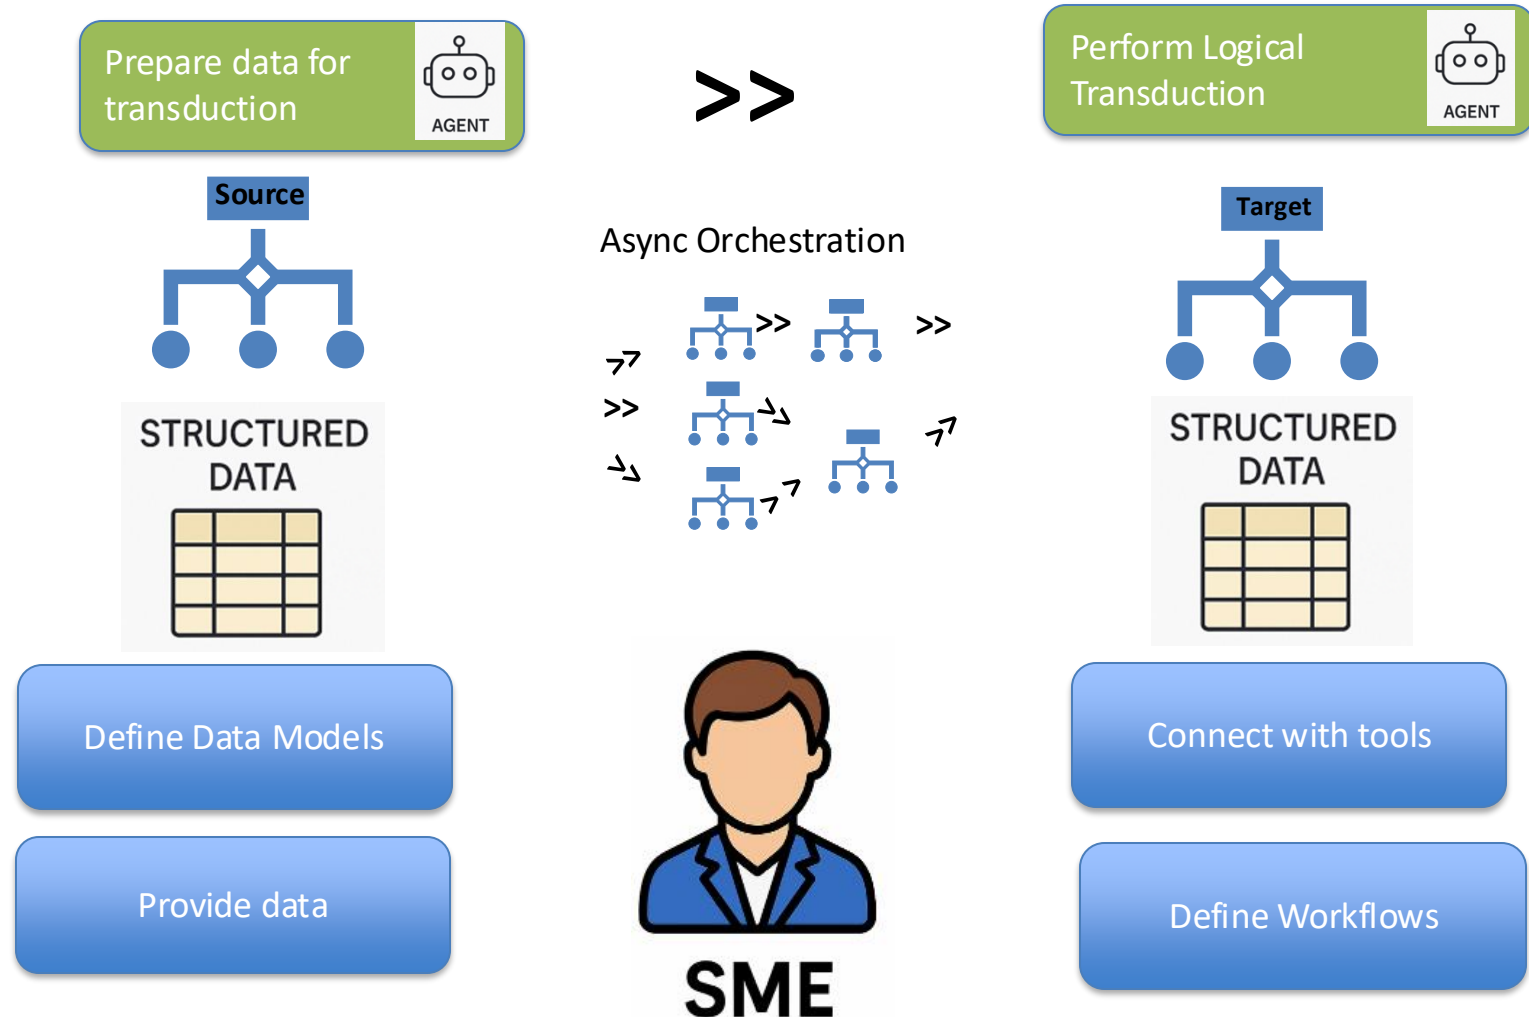 Prepare data for
transduction
AGENT
>>
Perform Logical
Transduction
AGENT
Source
Target
Async Orchestration
>>
>>
>>
>>
>>
>>
>>
>>
STRUCTURED
DATA
STRUCTURED
DATA
Define Data Models
Connect with tools
Provide data
Define Workflows
SME